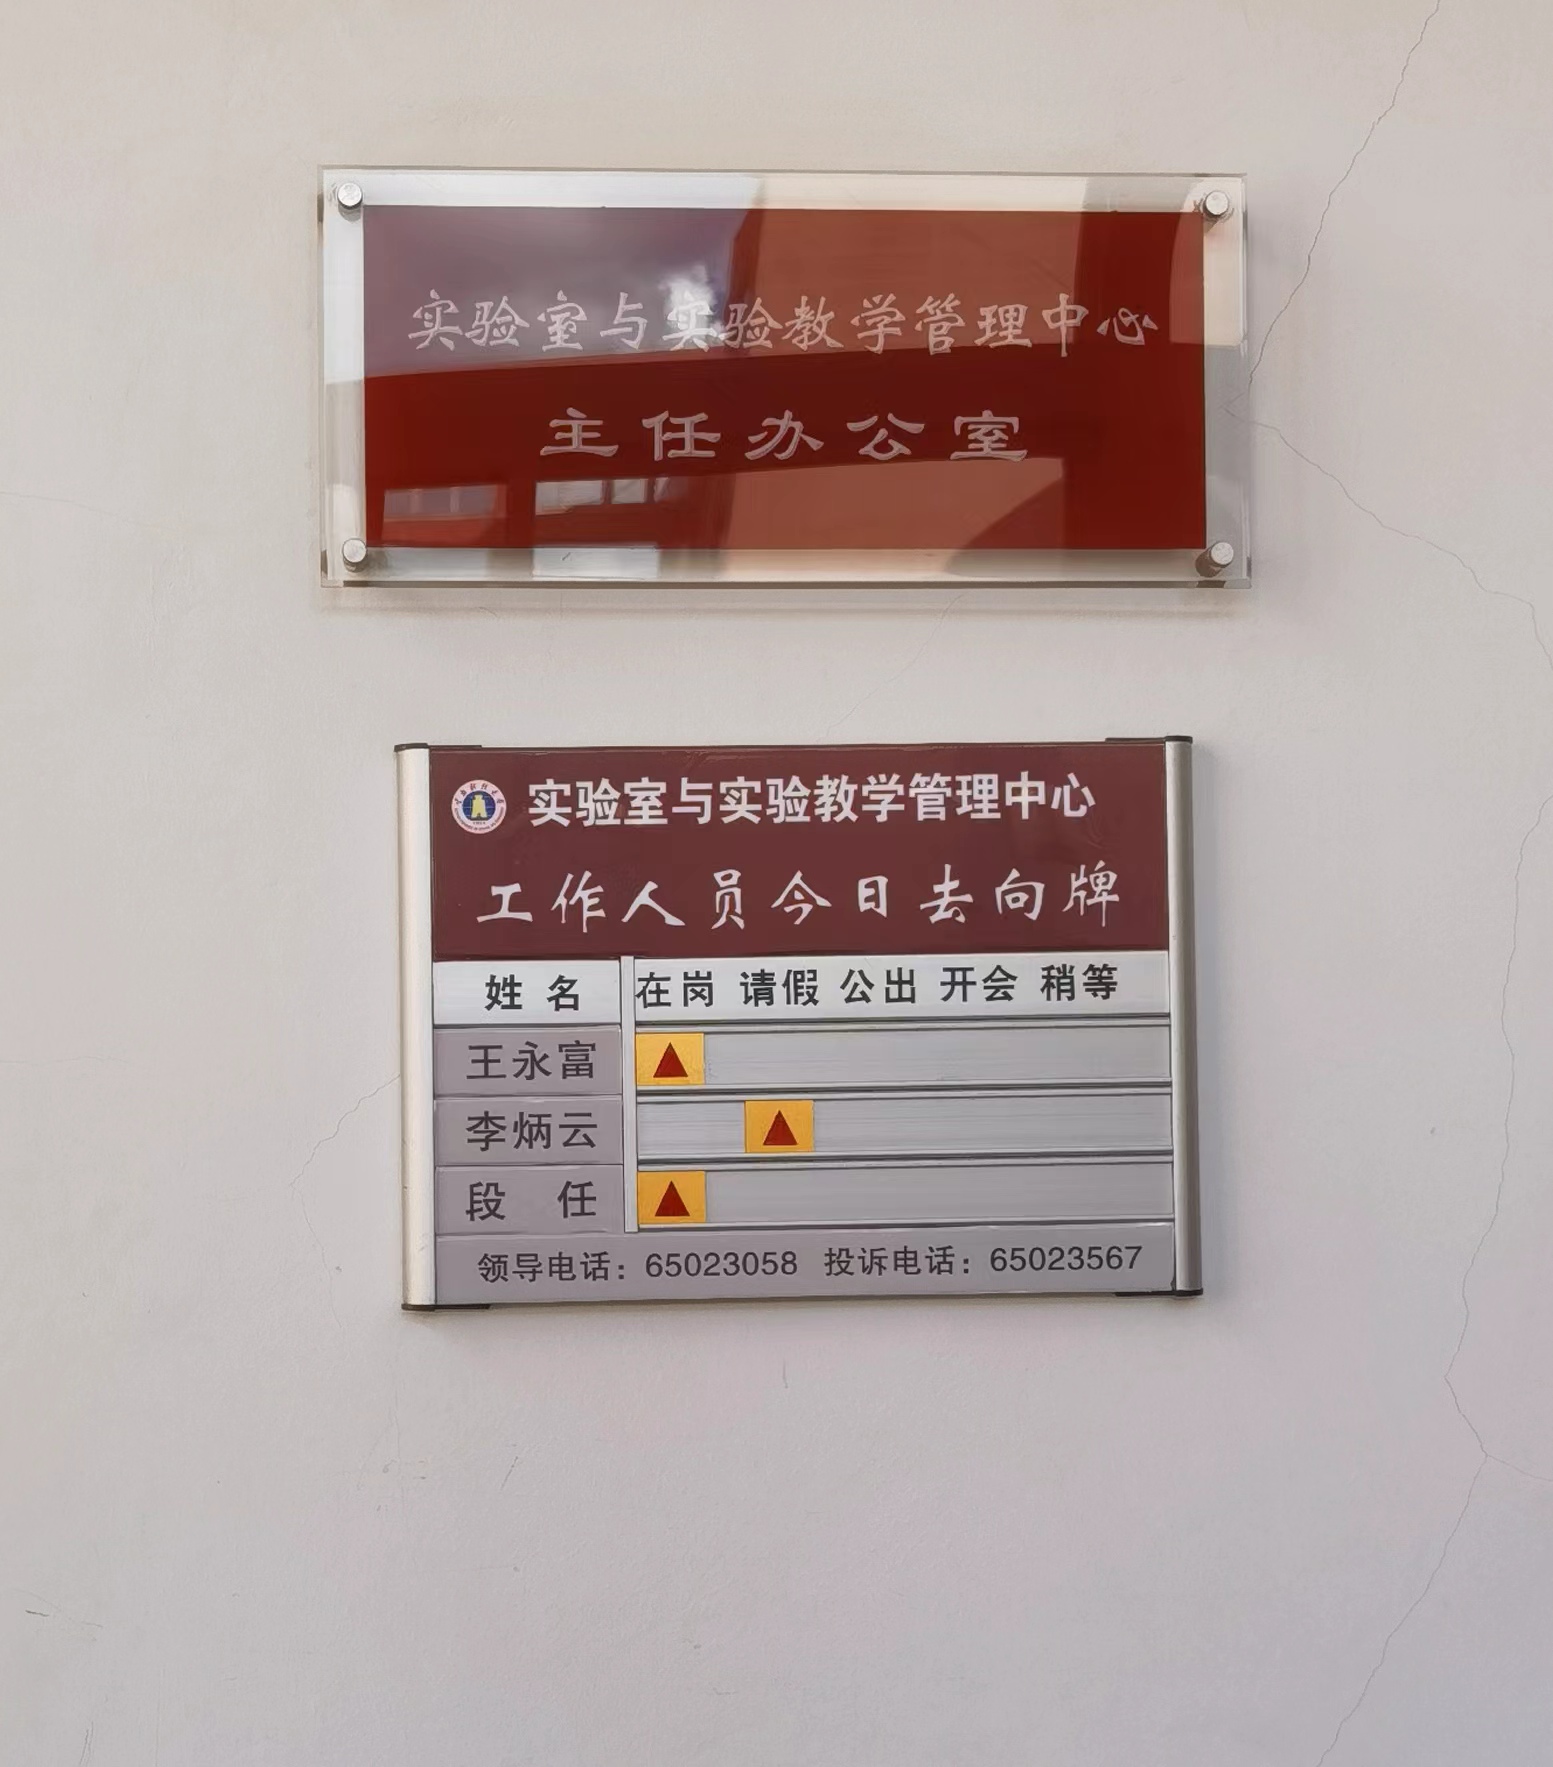 实验室与实验教学管理中心
主任办公室
实验室与实验教学管理中心
工作人员今日去向牌
姓名 在岗 请假 公出 开会 稍等
王永富
李炳云
段 任
领导电话：65023058 投诉电话：65023567